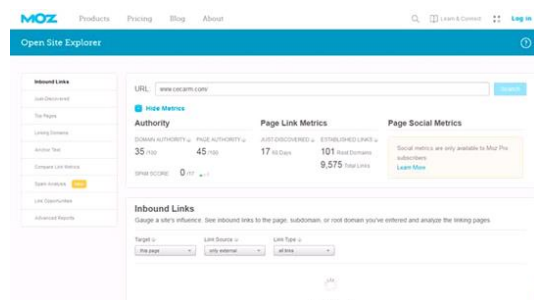 MOZ Products Pricing Blog About Learn & Connect Log in
Open Site Explorer
Inbound Links
Just-Discovered
Top Pages
Linking Domains
Anchor Text
Compare Link Metrics
Spam Analysis
Link Opportunities
Advanced Reports
URL: Search
Hide Metrics
Authority Page Link Metrics Page Social Metrics
DOMAIN AUTHORITY PAGE AUTHORITY JUST-DISCOVERED ESTABLISHED LINKS
35 /100 45 /100 17 60 Days 101 Root Domains
9,575 Total Links
SPAM SCORE 0 /17
Social metrics are only available to Moz Pro
subscribers
Learn More
Inbound Links
Gauge a site's influence. See inbound links to the page, subdomain, or root domain you've entered and analyze the linking pages.
Target Link Source Link Type
this page only external all links